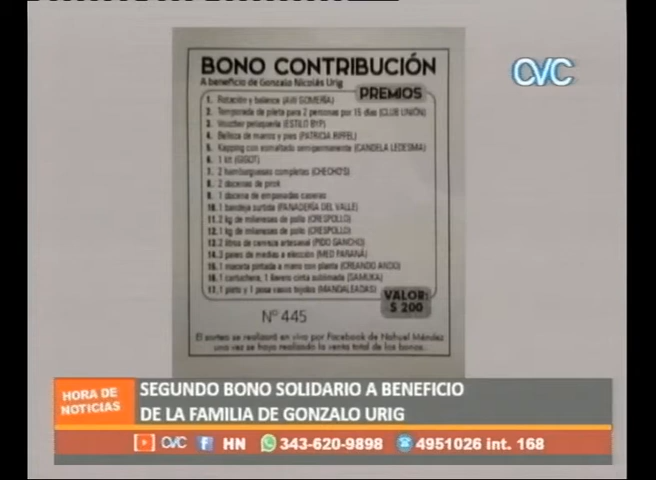 BONO CONTRIBUCIÓN
A beneficio de Gonzalo Nicolás Urig
PREMIOS
CVC
1. Rotación y balanceo (AVI GOMERÍA)
2. Temporada de pileta para 2 personas por 15 días (CLUB UNIÓN)
3. Voucher peluquería (ESTILO BYP)
4. Belleza de manos y pies (PATRICIA RIFFEL)
5. Kapping con esmaltado semipermanente (CANDELA LEDESMA)
6. 1 kit (GIGOT)
7. 2 hamburguesas completas (CHECHO'S)
8. 2 docenas de pirok
9. 1 docena de empanadas caseras
10. 1 bandeja surtida (PANADERÍA DEL VALLE)
11. 2 kg de milanesas de pollo (CRESPOLLO)
12. 1 kg de milanesas de pollo (CRESPOLLO)
13. 2 litros de cerveza artesanal (PIDO GANCHO)
14. 3 pares de medias a elección (MED PARANÁ)
15. 1 maceta pintada a mano con planta (CREANDO ANDO)
16. 1 cartuchera, 1 llavero cinta sublimada (SAMUKA)
17. 1 porta y 1 posa vasos tejidos (MANDALEADAS)
VALOR:
$ 200
Nº 445
El sorteo se realizará en vivo por Facebook de Nahuel Méndez
una vez se haya realizado la venta total de los bonos.
HORA DE
NOTICIAS
SEGUNDO BONO SOLIDARIO A BENEFICIO
DE LA FAMILIA DE GONZALO URIG
CVC HN 343-620-9898 4951026 int. 168